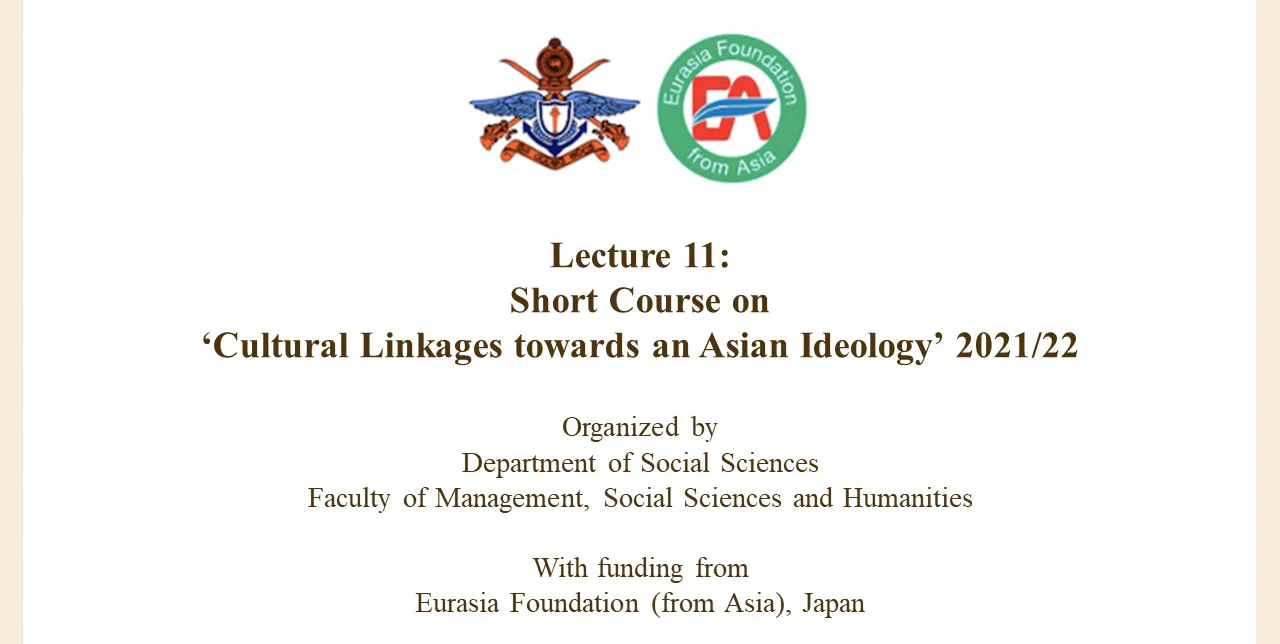 Eurasia Foundation
EA
from Asia
Lecture 11:
Short Course on
‘Cultural Linkages towards an Asian Ideology’ 2021/22
Organized by
Department of Social Sciences
Faculty of Management, Social Sciences and Humanities
With funding from
Eurasia Foundation (from Asia), Japan